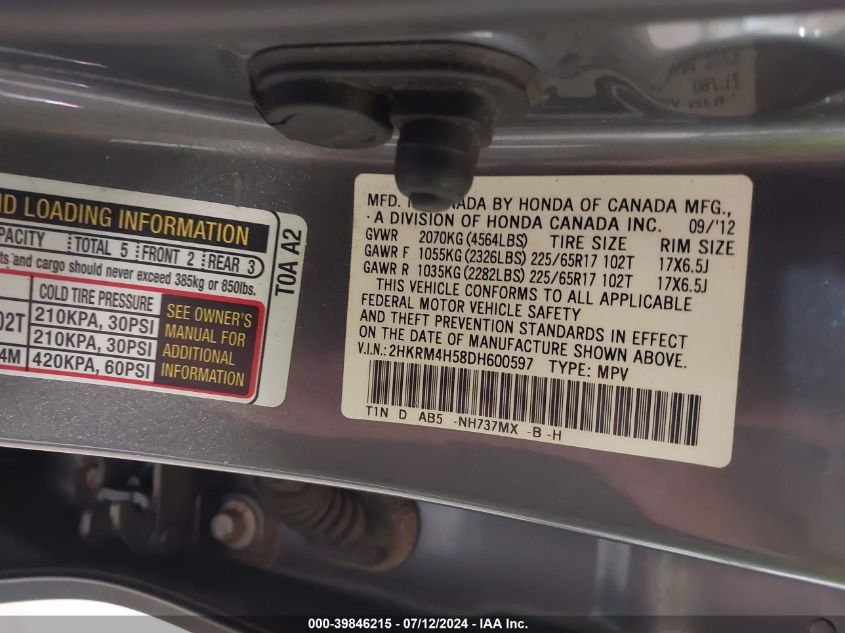 ND LOADING INFORMATION
TOTAL 5 FRONT 2 REAR 3
and cargo should never exceed 385kg or 850lbs.
COLD TIRE PRESSURE
210KPA, 30PSI
210KPA, 30PSI
420KPA, 60PSI
SEE OWNER'S
MANUAL FOR
ADDITIONAL
INFORMATION
T0A A2
MFD. BY HONDA OF CANADA MFG.,
A DIVISION OF HONDA CANADA INC. 09/'12
GVWR 2070KG (4564LBS) TIRE SIZE RIM SIZE
GAWR F 1055KG (2326LBS) 225/65R17 102T 17X6.5J
GAWR R 1035KG (2282LBS) 225/65R17 102T 17X6.5J
THIS VEHICLE CONFORMS TO ALL APPLICABLE
FEDERAL MOTOR VEHICLE SAFETY
AND THEFT PREVENTION STANDARDS IN EFFECT
ON THE DATE OF MANUFACTURE SHOWN ABOVE.
V.I.N.: 2HKRM4H58DH600597 TYPE: MPV
T1N D AB5 -NH737MX -B -H
000-39846215 - 07/12/2024 - IAA Inc.